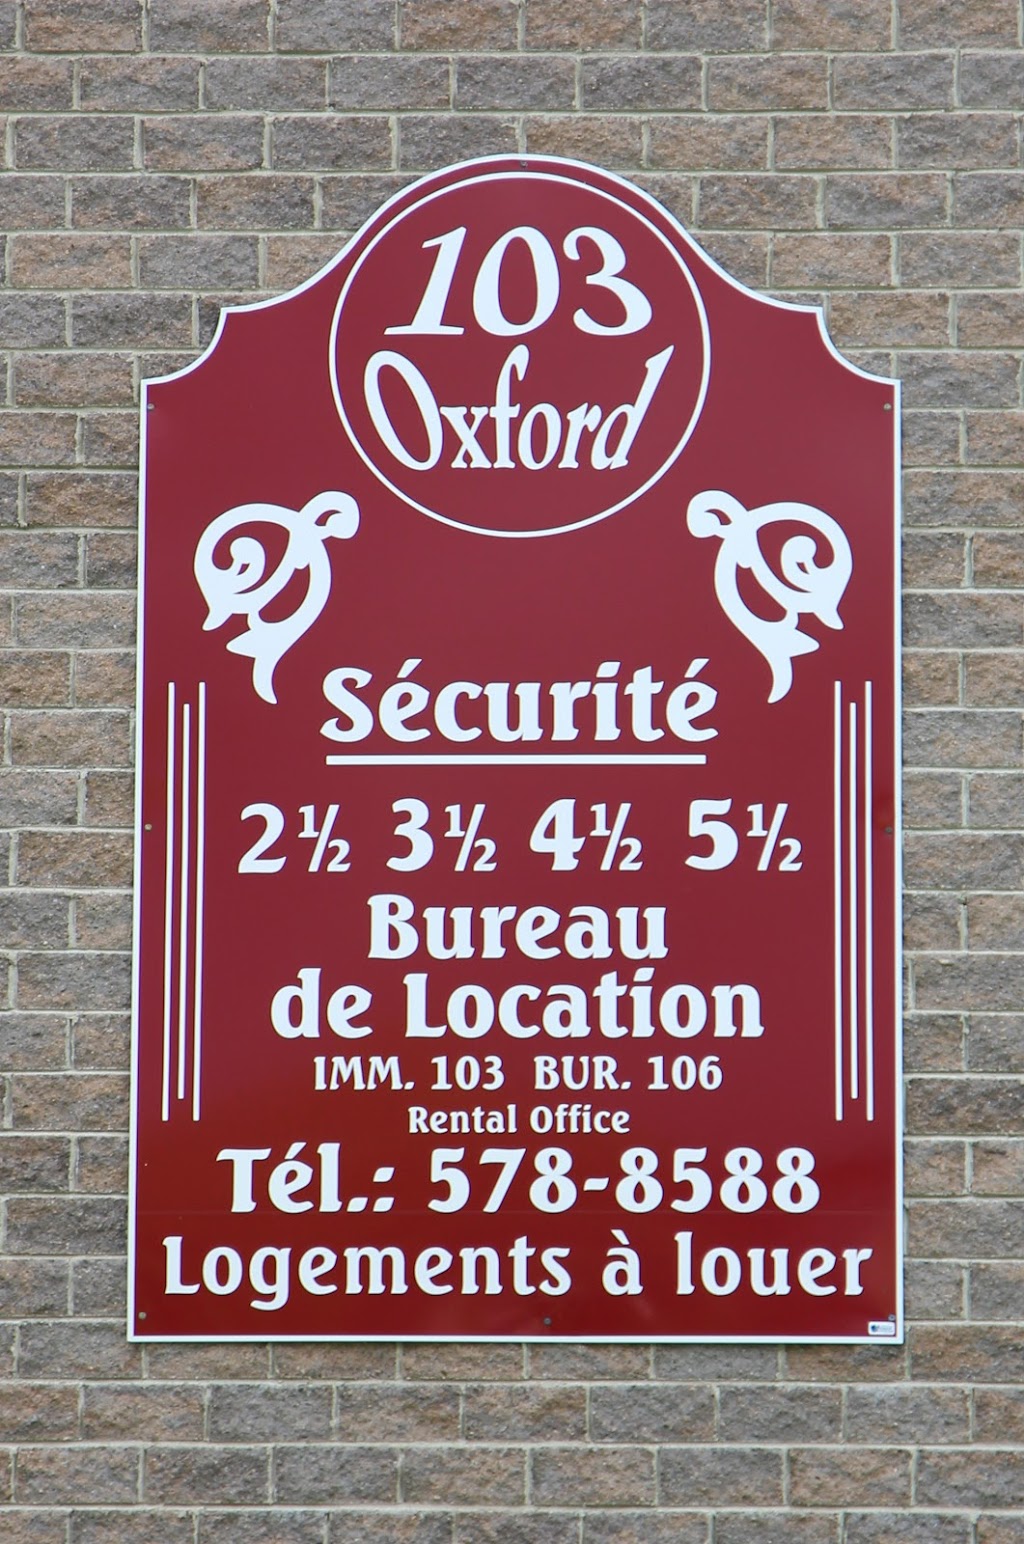 103
Oxford
Sécurité
2½ 3½ 4½ 5½
Bureau
de Location
IMM. 103 BUR. 106
Rental Office
Tél.: 578-8588
Logements à louer